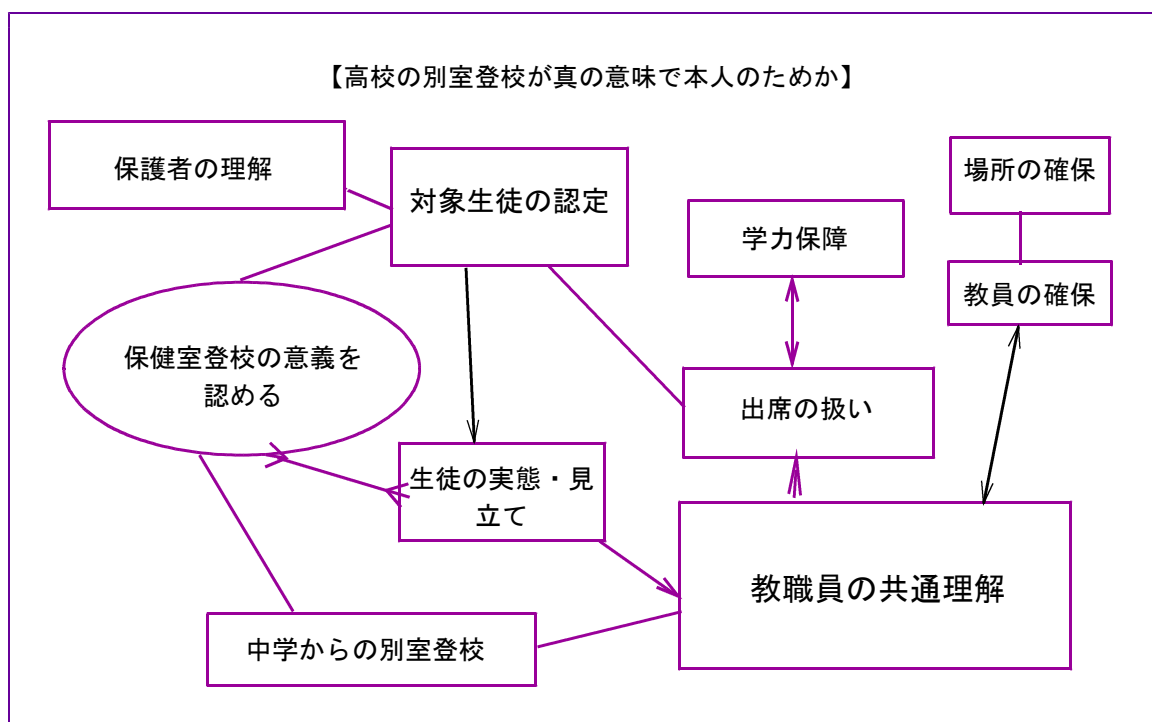 【高校の別室登校が真の意味で本人のためか】
保護者の理解
対象生徒の認定
場所の確保
学力保障
教員の確保
保健室登校の意義を
認める
出席の扱い
生徒の実態・見
立て
教職員の共通理解
中学からの別室登校